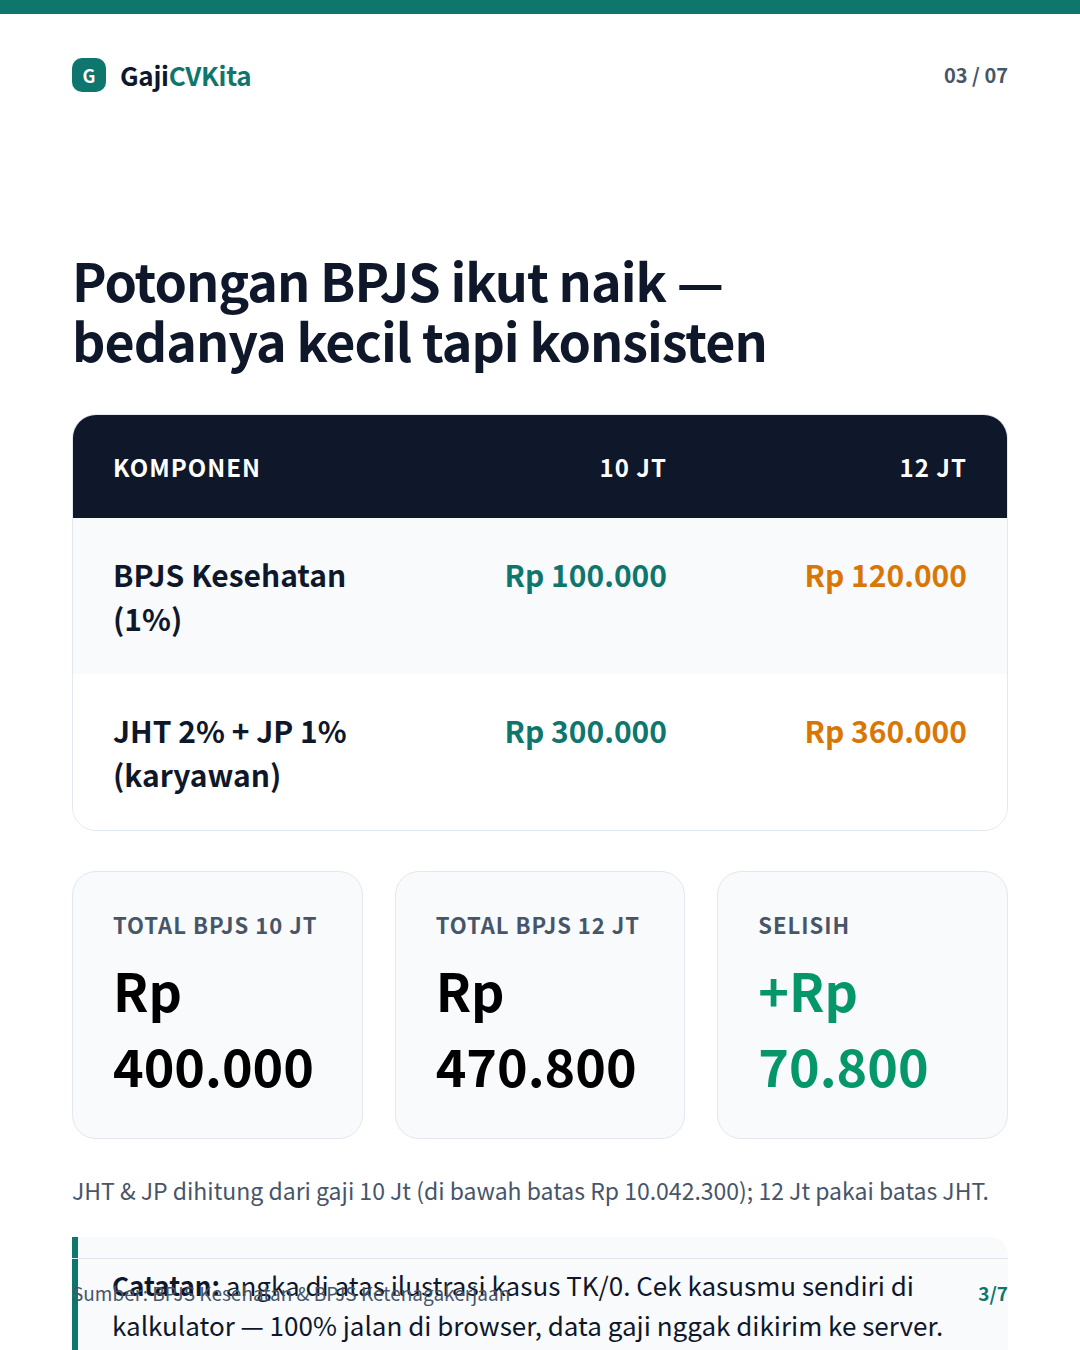 G GajiCVKita
03 / 07
Potongan BPJS ikut naik —
bedanya kecil tapi konsisten
KOMPONEN 10 JT 12 JT
BPJS Kesehatan Rp 100.000 Rp 120.000
(1%)
JHT 2% + JP 1% Rp 300.000 Rp 360.000
(karyawan)
TOTAL BPJS 10 JT
Rp
400.000
TOTAL BPJS 12 JT
Rp
470.800
SELISIH
+Rp
70.800
JHT & JP dihitung dari gaji 10 Jt (di bawah batas Rp 10.042.300); 12 Jt pakai batas JHT.
Catatan: angka di atas ilustrasi kasus TK/0. Cek kasusmu sendiri di
kalkulator — 100% jalan di browser, data gaji nggak dikirim ke server.
Sumber: BPJS Kesehatan & BPJS Ketenagakerjaan
3/7